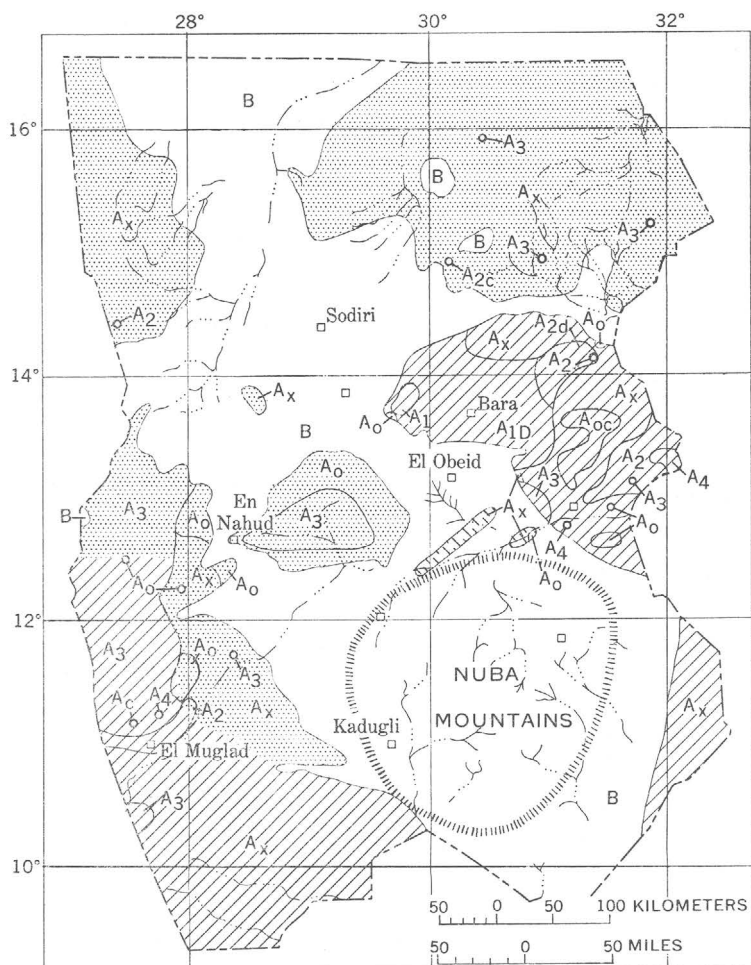 28° 30° 32°
16°
B
A3
B
Ax
Ax
B
A3
A3
A2c
A2
Sodiri
A2d
Ao
Ax
A2
14°
Ax
Ax
Ao
A1
Bara
Aoc
A1D
B
El Obeid
Ao
A2
A4
A3
A3
En
Nahud
A3
B
Ao
A3
Ax
Ao
A4
Ax
Ao
Ao
Ao
12°
A3
Ao
A3
NUBA
MOUNTAINS
Ac
A4
A2
Ax
Ax
Kadugli
El Muglad
A3
B
Ax
10°
50 0 50 100 KILOMETERS
50 0 50 MILES